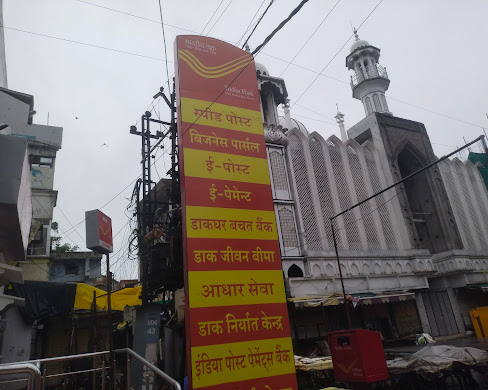 भारतीय डाक
India Post
स्पीड पोस्ट
बिजनेस पार्सल
ई-पोस्ट
ई-पेमेन्ट
डाकघर बचत बैंक
डाक जीवन बीमा
आधार सेवा
डाक निर्यात केन्द्र
इंडिया पोस्ट पेमेंट्स बैंक